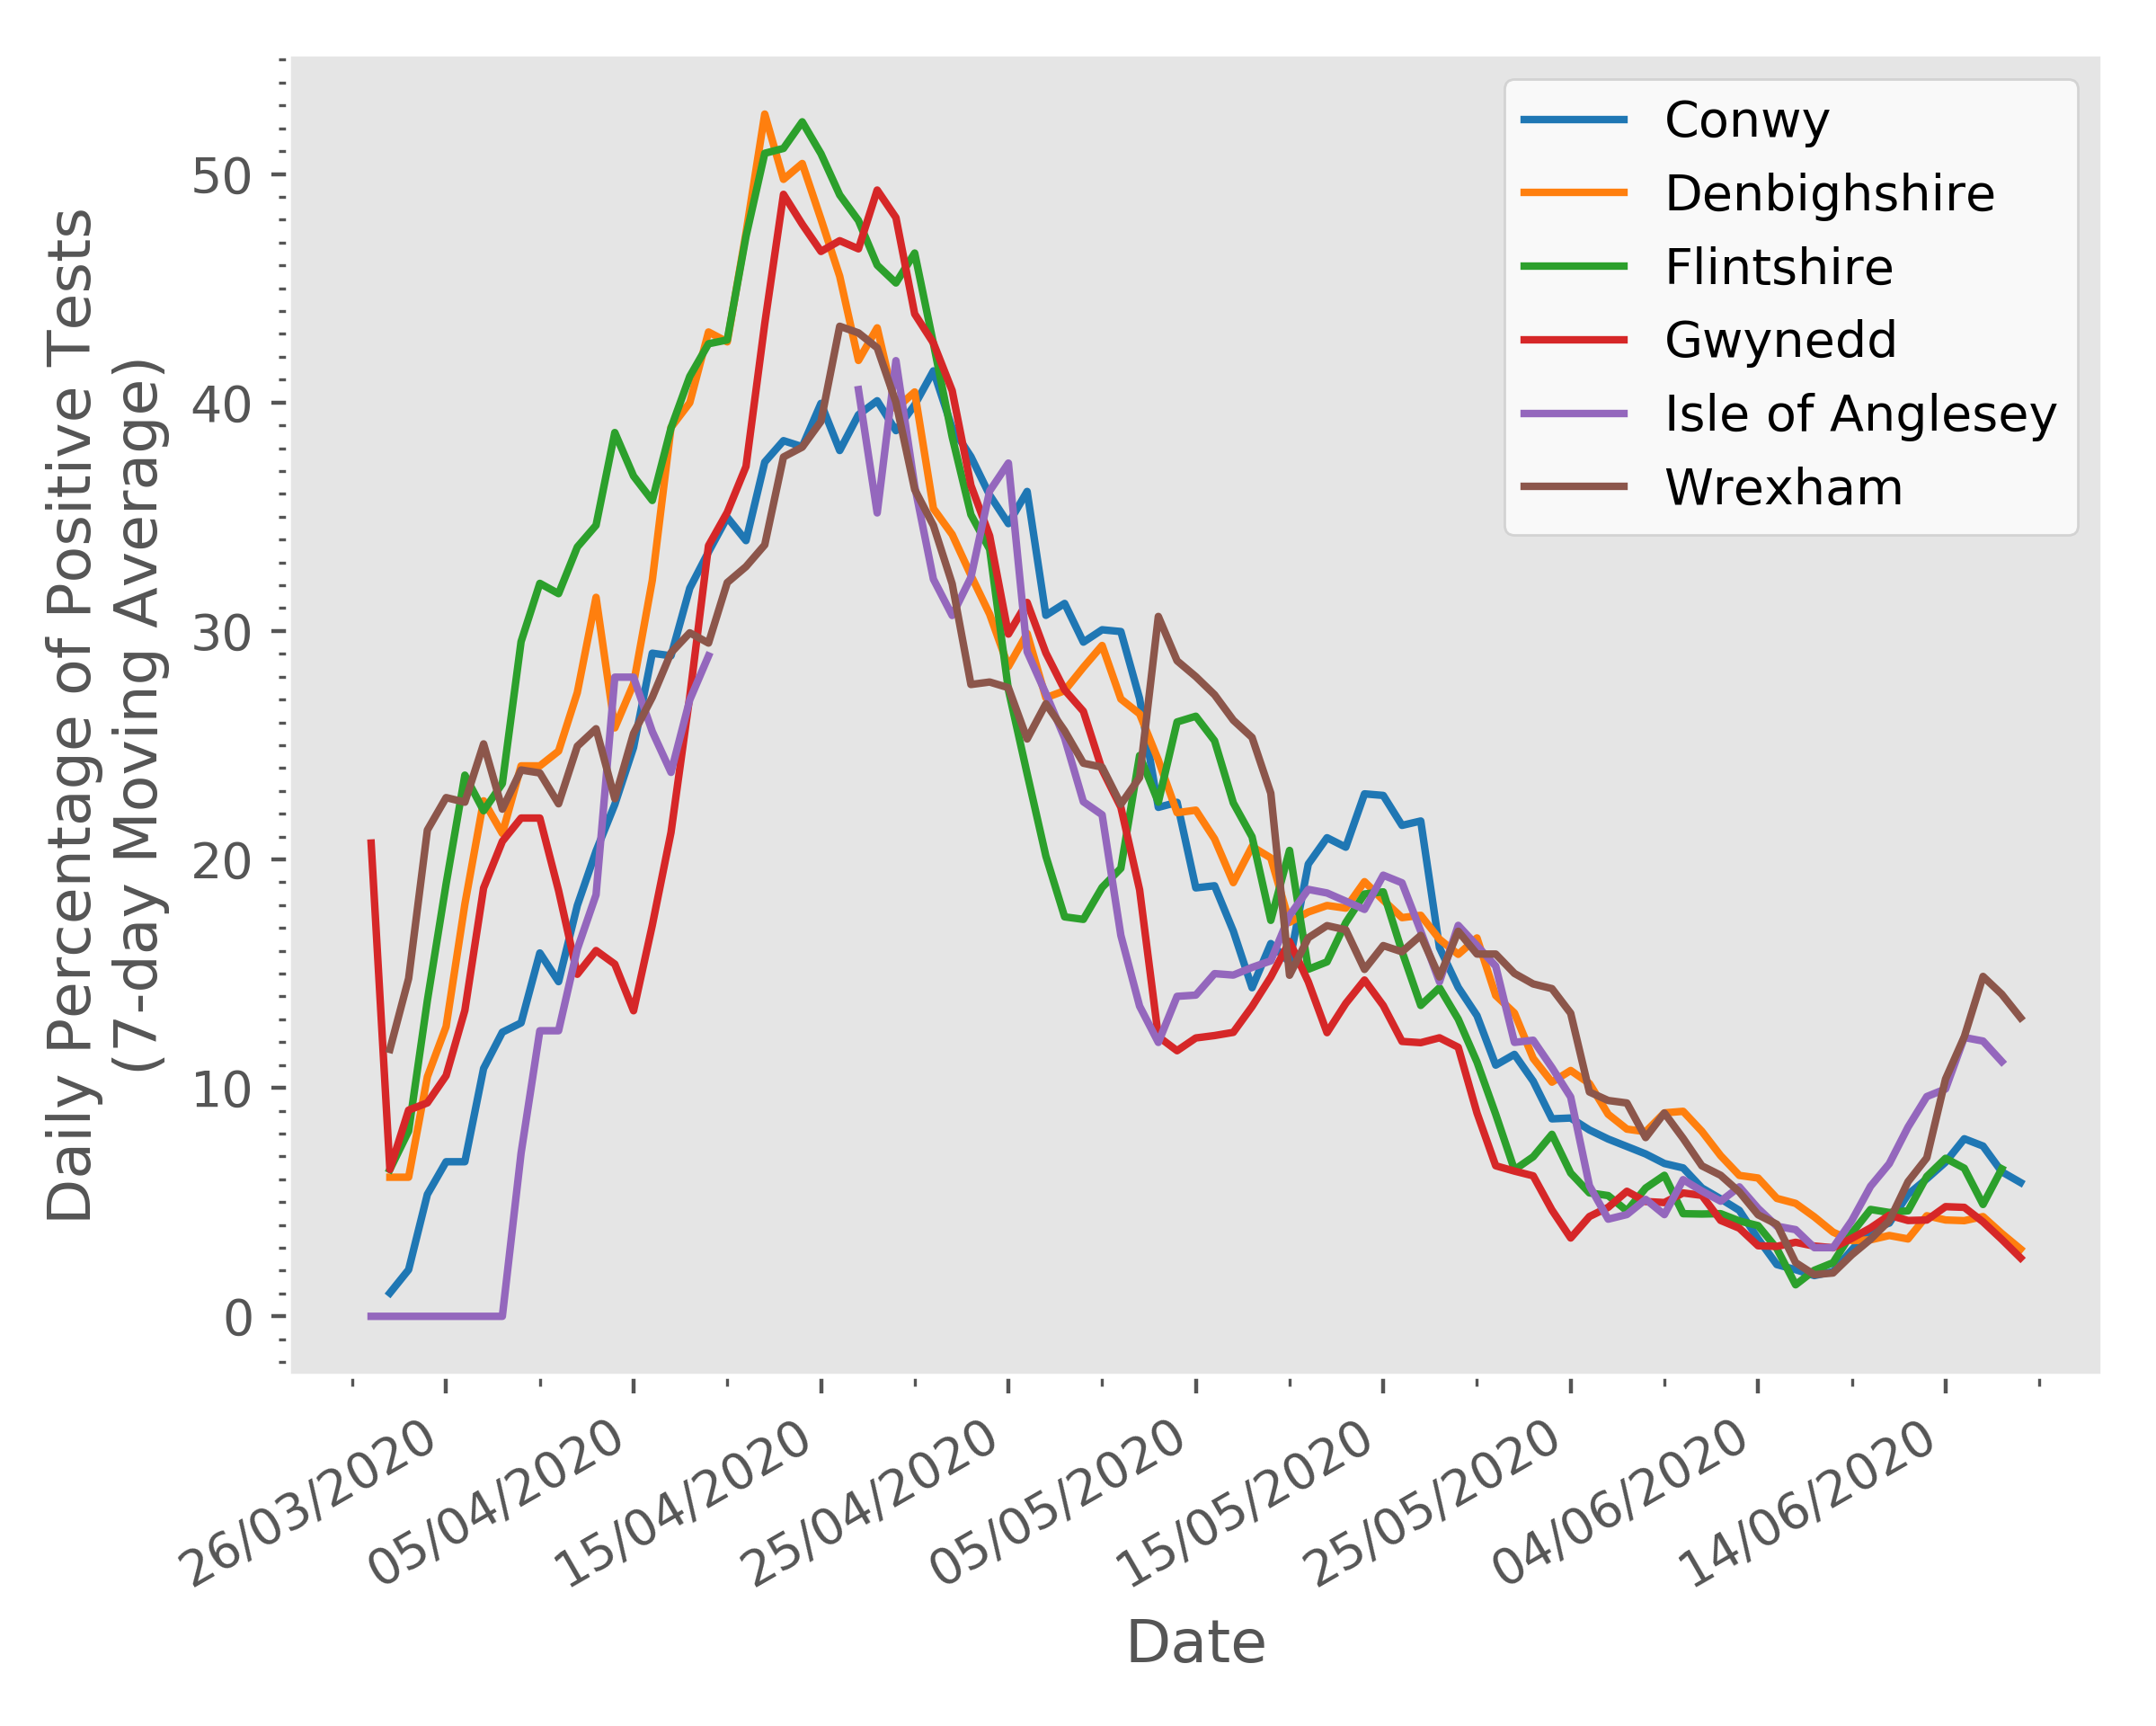 Daily Percentage of Positive Tests
(7-day Moving Average)
50
40
30
20
10
0
Conwy
Denbighshire
Flintshire
Gwynedd
Isle of Anglesey
Wrexham
26/03/2020
05/04/2020
15/04/2020
25/04/2020
05/05/2020
15/05/2020
25/05/2020
04/06/2020
14/06/2020
Date